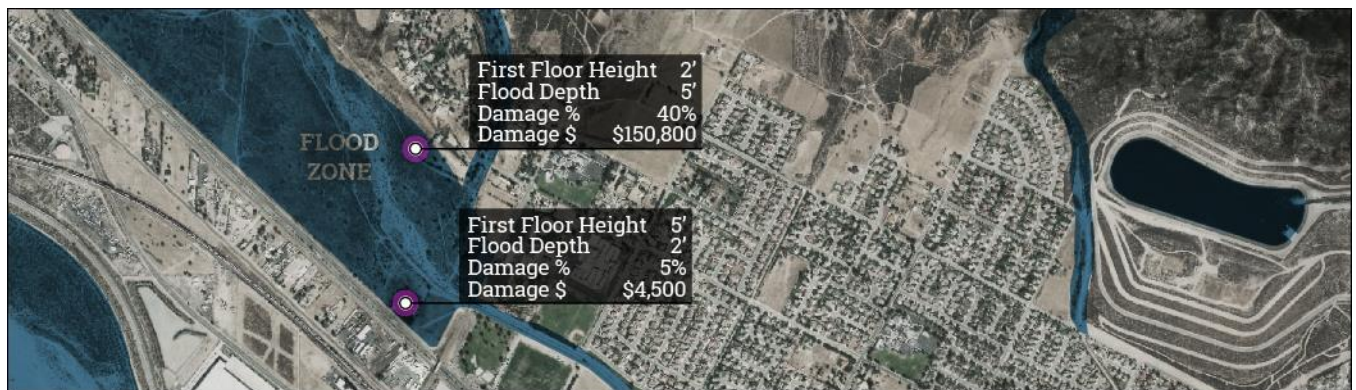 FLOOD
ZONE
First Floor Height 2'
Flood Depth 5'
Damage % 40%
Damage $ $150,800
First Floor Height 5'
Flood Depth 2'
Damage % 5%
Damage $ $4,500